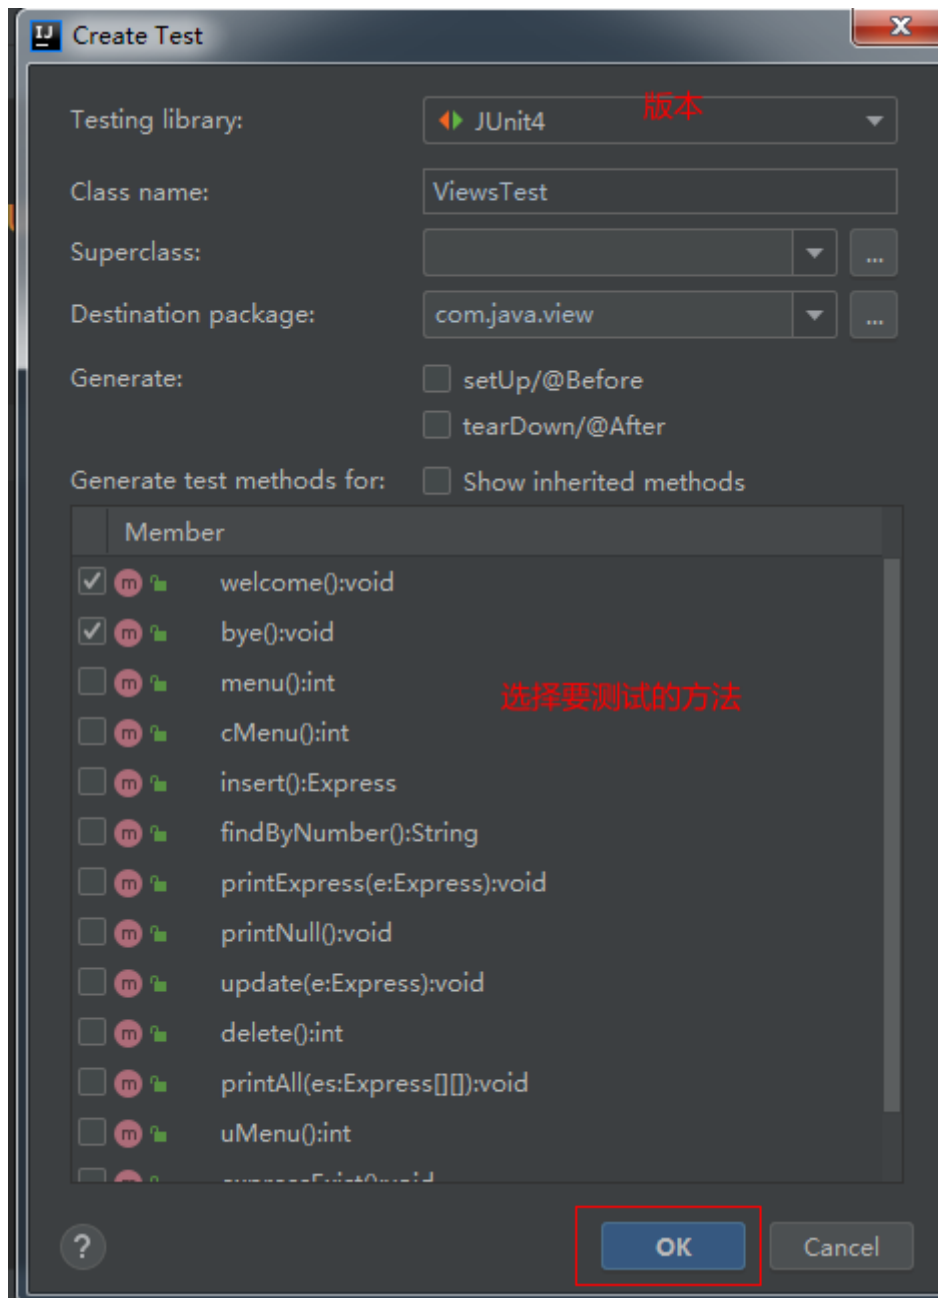 IJ Create Test
Testing library: JUnit4 版本
Class name: ViewsTest
Superclass: ...
Destination package: com.java.view ...
Generate: setUp/@Before
tearDown/@After
Generate test methods for: Show inherited methods
Member
m welcome():void
m bye():void
m menu():int
选择要测试的方法
m cMenu():int
m insert():Express
m findByNumber():String
m printExpress(e:Express):void
m printNull():void
m update(e:Express):void
m delete():int
m printAll(es:Express[][]):void
m uMenu():int
? OK Cancel